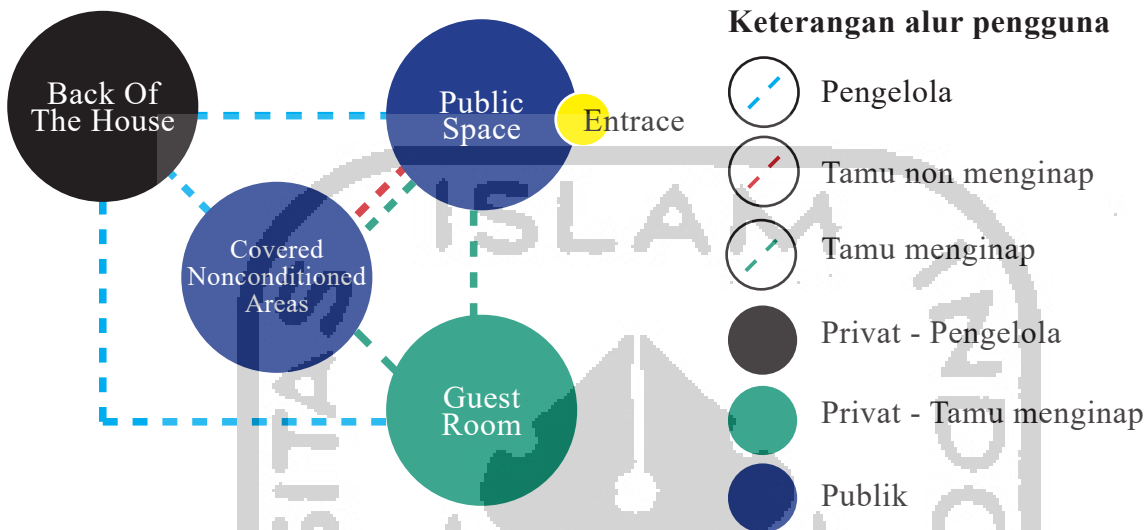 Keterangan alur pengguna
Back Of
The House
Public
Space
Entrace
Covered
Nonconditioned
Areas
Guest
Room
Pengelola
Tamu non menginap
Tamu menginap
Privat - Pengelola
Privat - Tamu menginap
Publik
ISLAM